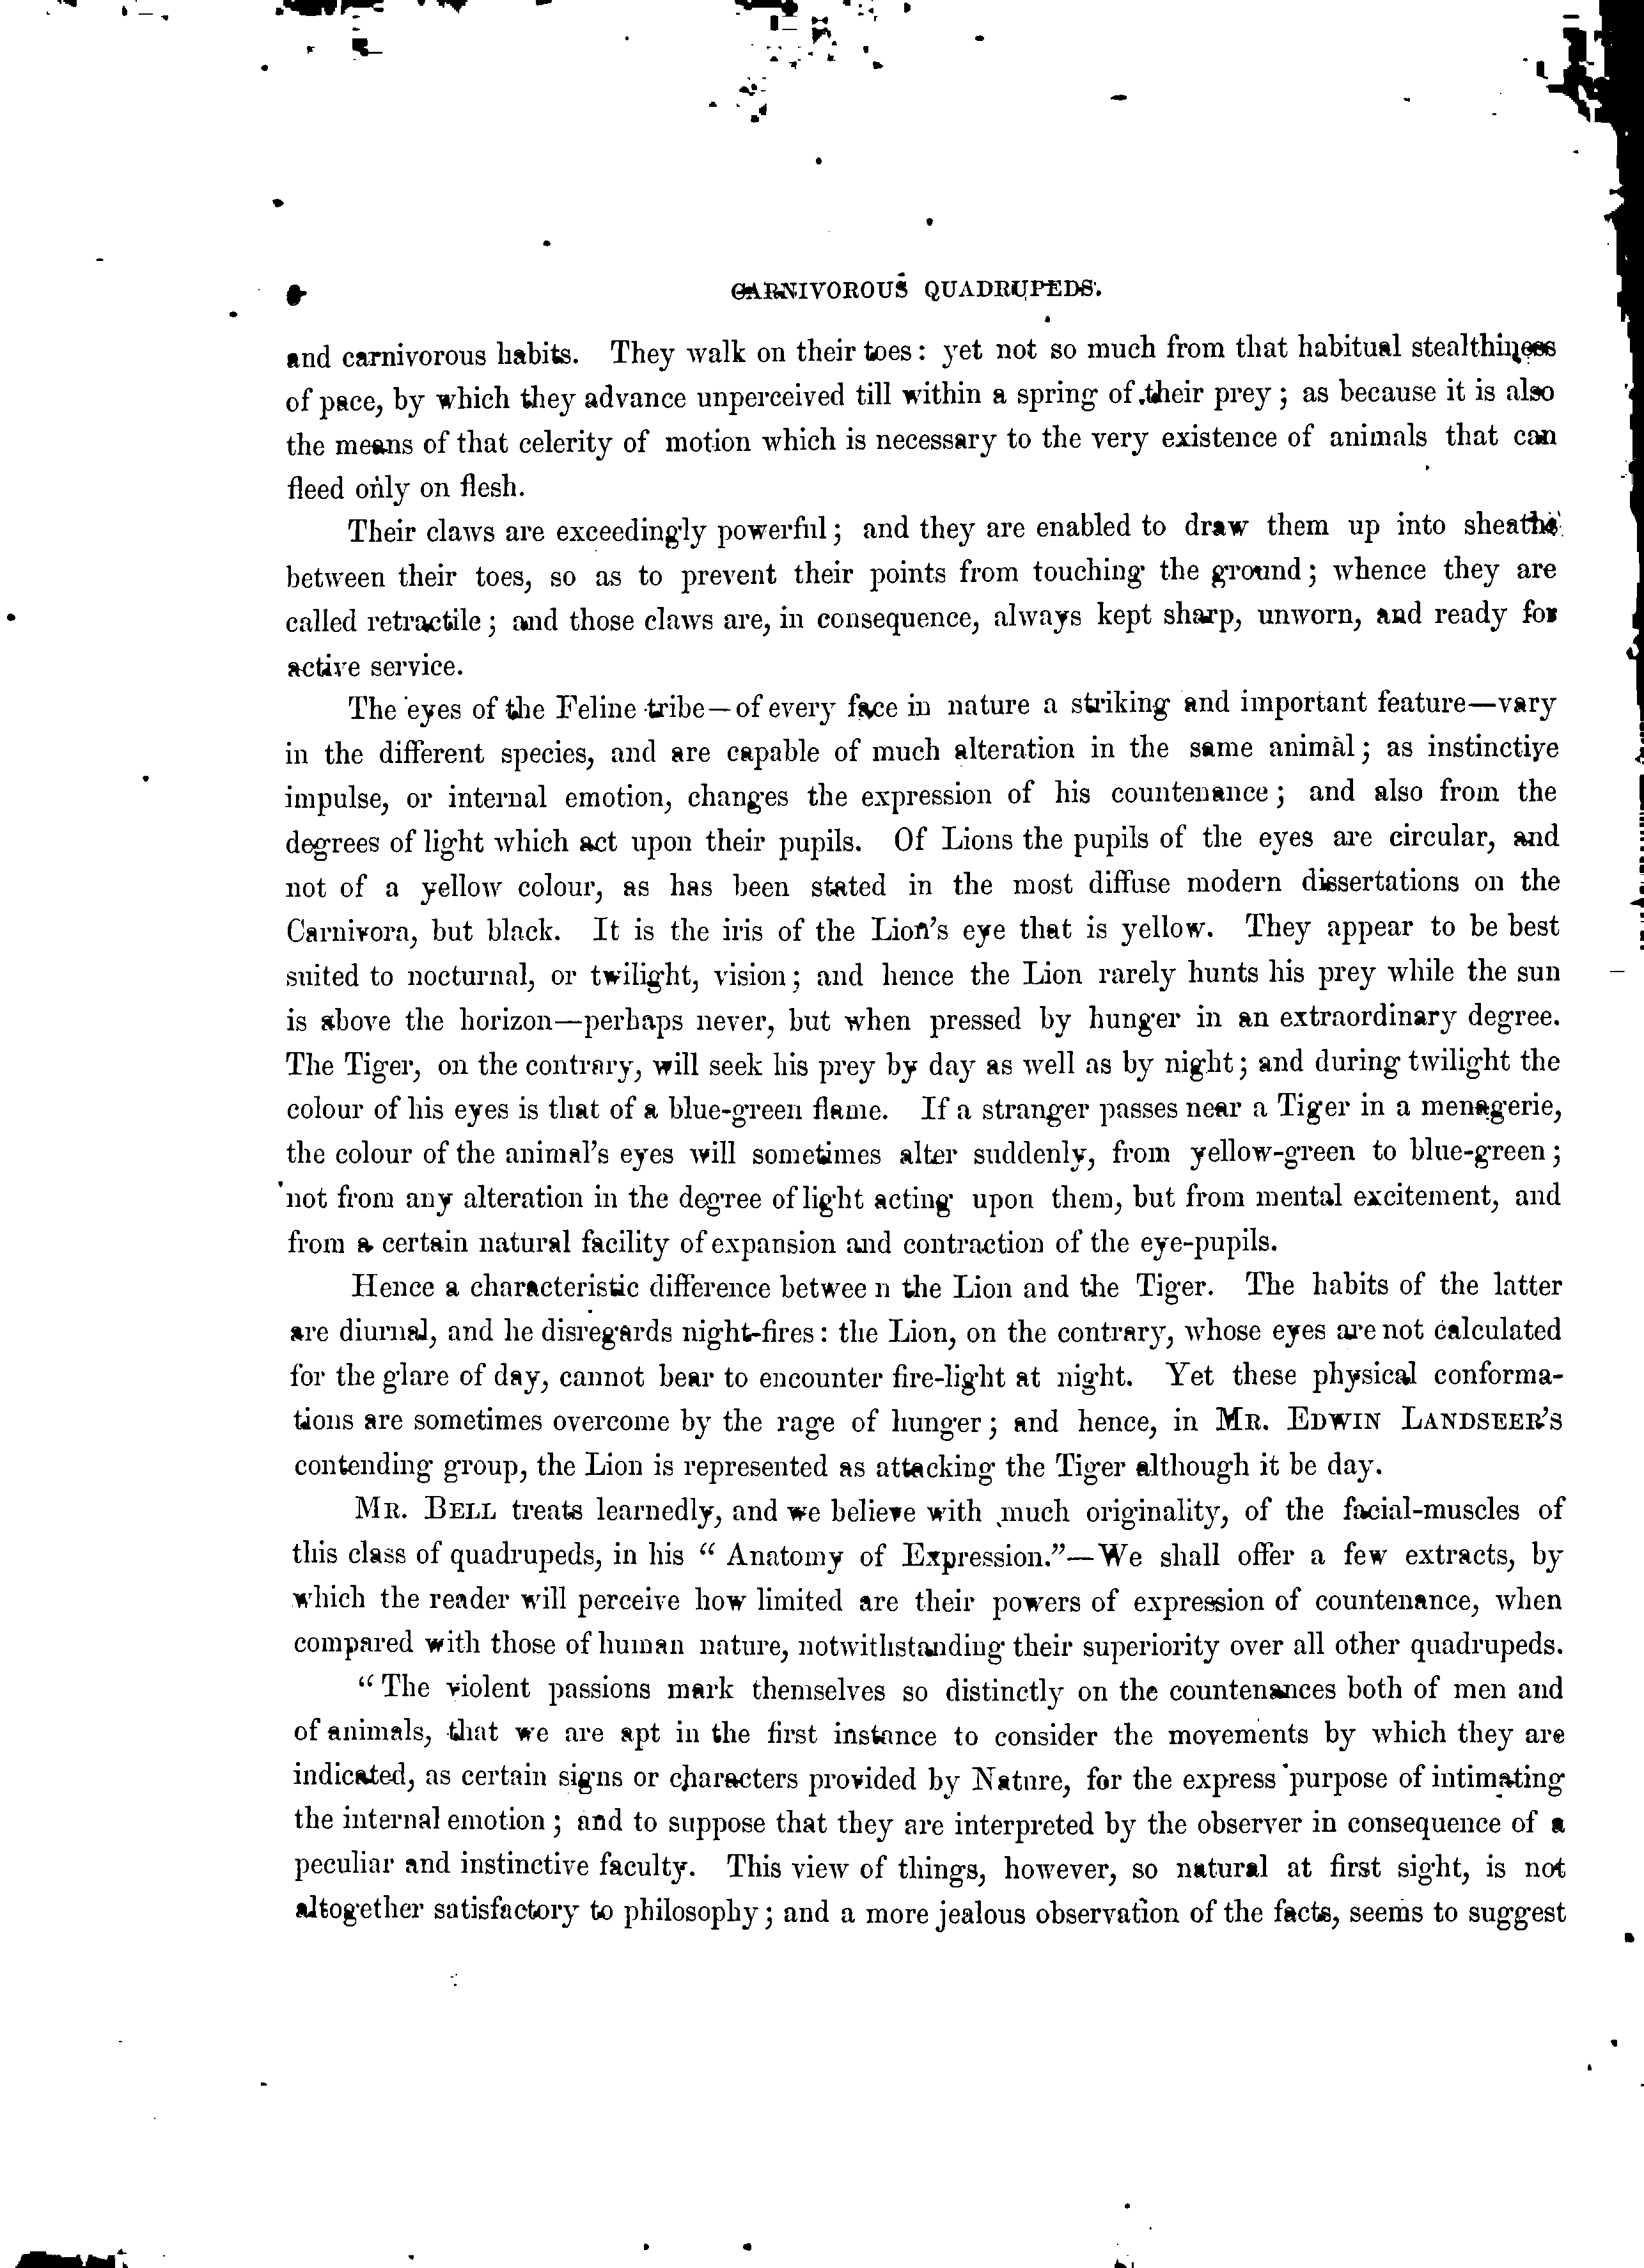 CARNIVOROUS QUADRUPEDS.
and carnivorous habits. They walk on their toes: yet not so much from that habitual stealthiness
of pace, by which they advance unperceived till within a spring of their prey; as because it is also
the means of that celerity of motion which is necessary to the very existence of animals that can
fleed only on flesh.
Their claws are exceedingly powerful; and they are enabled to draw them up into sheaths
between their toes, so as to prevent their points from touching the ground; whence they are
called retractile; and those claws are, in consequence, always kept sharp, unworn, and ready for
active service.
The eyes of the Feline tribe—of every face in nature a striking and important feature—vary
in the different species, and are capable of much alteration in the same animal; as instinctive
impulse, or internal emotion, changes the expression of his countenance; and also from the
degrees of light which act upon their pupils. Of Lions the pupils of the eyes are circular, and
not of a yellow colour, as has been stated in the most diffuse modern dissertations on the
Carnivora, but black. It is the iris of the Lion's eye that is yellow. They appear to be best
suited to nocturnal, or twilight, vision; and hence the Lion rarely hunts his prey while the sun
is above the horizon—perhaps never, but when pressed by hunger in an extraordinary degree.
The Tiger, on the contrary, will seek his prey by day as well as by night; and during twilight the
colour of his eyes is that of a blue-green flame. If a stranger passes near a Tiger in a menagerie,
the colour of the animal's eyes will sometimes alter suddenly, from yellow-green to blue-green;
not from any alteration in the degree of light acting upon them, but from mental excitement, and
from a certain natural facility of expansion and contraction of the eye-pupils.
Hence a characteristic difference betwee n the Lion and the Tiger. The habits of the latter
are diurnal, and he disregards night-fires: the Lion, on the contrary, whose eyes are not calculated
for the glare of day, cannot bear to encounter fire-light at night. Yet these physical conforma-
tions are sometimes overcome by the rage of hunger; and hence, in MR. EDWIN LANDSEER'S
contending group, the Lion is represented as attacking the Tiger although it be day.
MR. BELL treats learnedly, and we believe with much originality, of the facial-muscles of
this class of quadrupeds, in his "Anatomy of Expression."—We shall offer a few extracts, by
which the reader will perceive how limited are their powers of expression of countenance, when
compared with those of human nature, notwithstanding their superiority over all other quadrupeds.
"The violent passions mark themselves so distinctly on the countenances both of men and
of animals, that we are apt in the first instance to consider the movements by which they are
indicated, as certain signs or characters provided by Nature, for the express purpose of intimating
the internal emotion; and to suppose that they are interpreted by the observer in consequence of a
peculiar and instinctive faculty. This view of things, however, so natural at first sight, is not
altogether satisfactory to philosophy; and a more jealous observation of the facts, seems to suggest